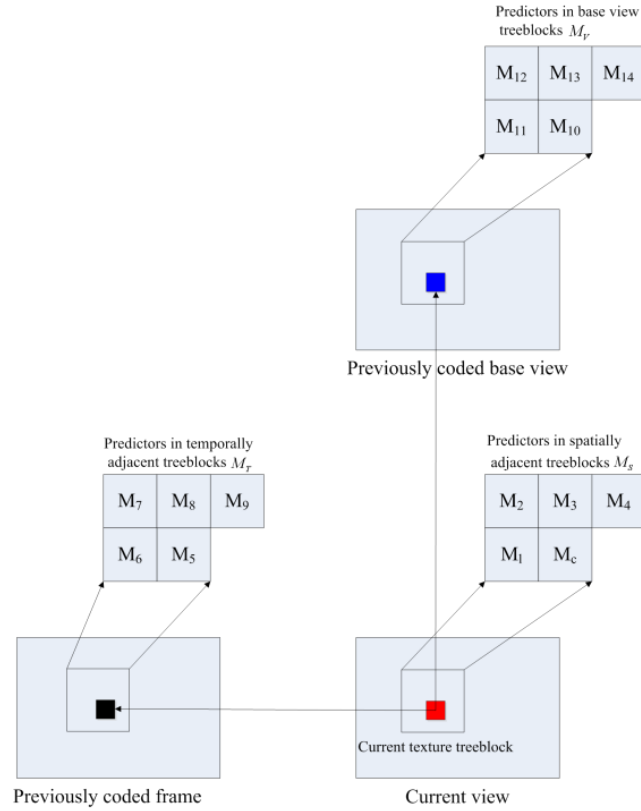 Predictors in base view
treeblocks M_V
M12 M13 M14
M11 M10
Previously coded base view
Predictors in temporally
adjacent treeblocks M_T
M7 M8 M9
M6 M5
Predictors in spatially
adjacent treeblocks M_S
M2 M3 M4
M1 Mc
Current texture treeblock
Previously coded frame
Current view